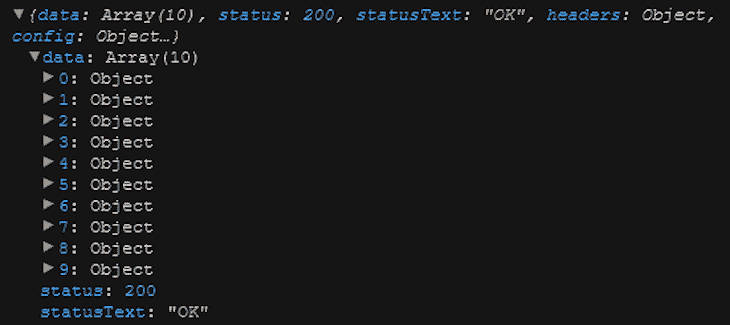 ▼{data: Array(10), status: 200, statusText: "OK", headers: Object,
config: Object…}
▼data: Array(10)
▶0: Object
▶1: Object
▶2: Object
▶3: Object
▶4: Object
▶5: Object
▶6: Object
▶7: Object
▶8: Object
▶9: Object
status: 200
statusText: "OK"